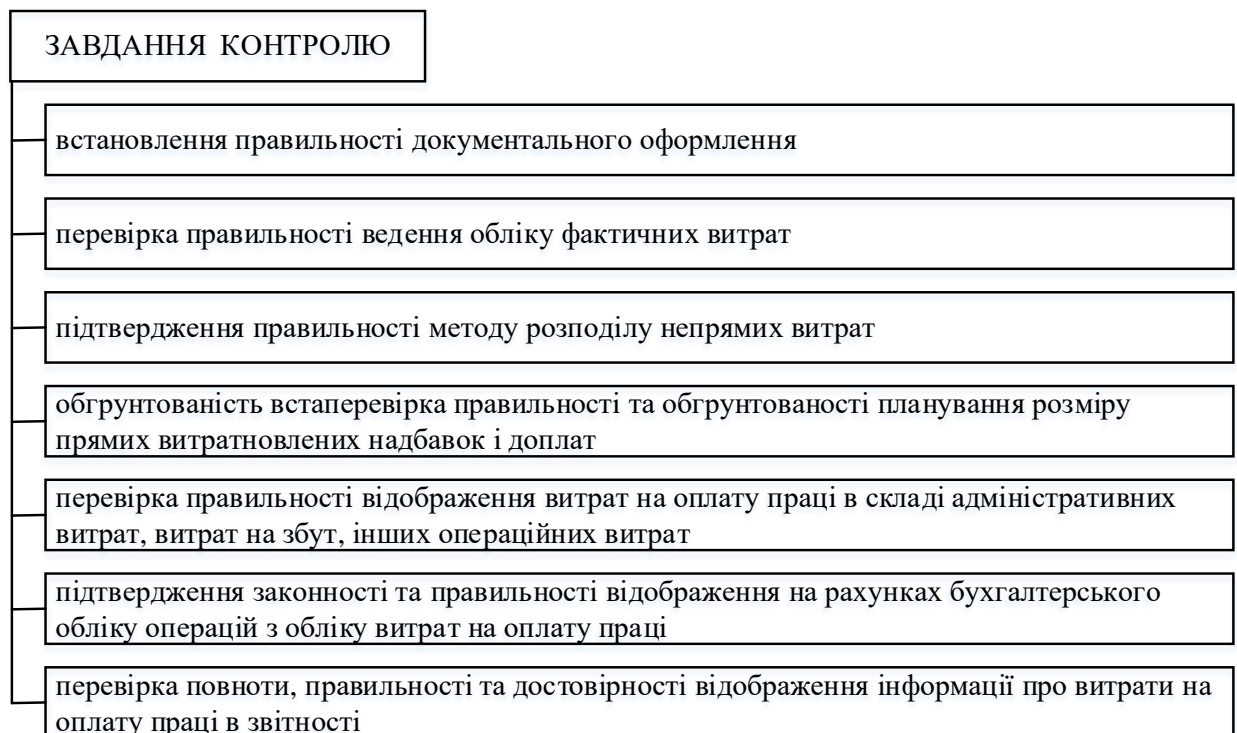 ЗАВДАННЯ КОНТРОЛЮ
встановлення правильності документального оформлення
перевірка правильності ведення обліку фактичних витрат
підтвердження правильності методу розподілу непрямих витрат
обгрунтованість встаперевірка правильності та обгрунтованості планування розміру
прямих витратновлених надбавок і доплат
перевірка правильності відображення витрат на оплату праці в складі адміністративних
витрат, витрат на збут, інших операційних витрат
підтвердження законності та правильності відображення на рахунках бухгалтерського
обліку операцій з обліку витрат на оплату праці
перевірка повноти, правильності та достовірності відображення інформації про витрати на
оплату праці в звітності